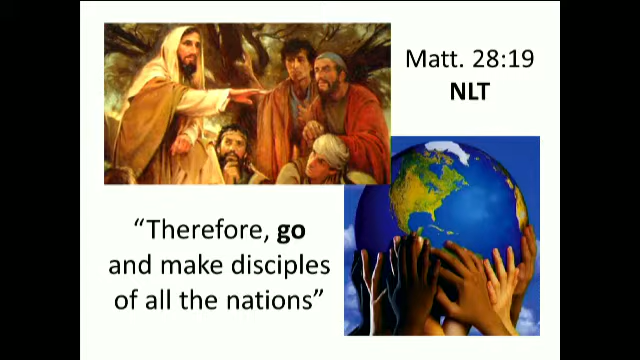 Matt. 28:19
NLT
“Therefore, go
and make disciples
of all the nations”